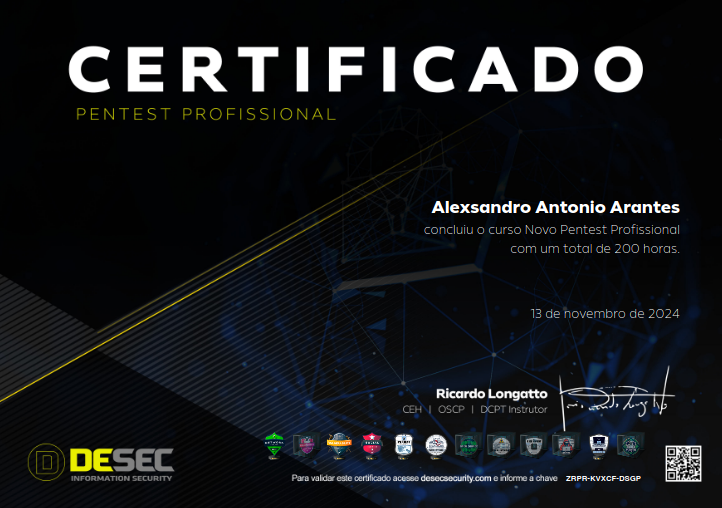 CERTIFICADO
PENTEST PROFISSIONAL
Alexsandro Antonio Arantes
concluiu o curso Novo Pentest Profissional
com um total de 200 horas.
13 de novembro de 2024
Ricardo Longatto
CEH | OSCP | DCPT Instrutor
DESEC
INFORMATION SECURITY
Para validar este certificado acesse desecsecurity.com e informe a chave ZRPR-KVXCF-DSGP